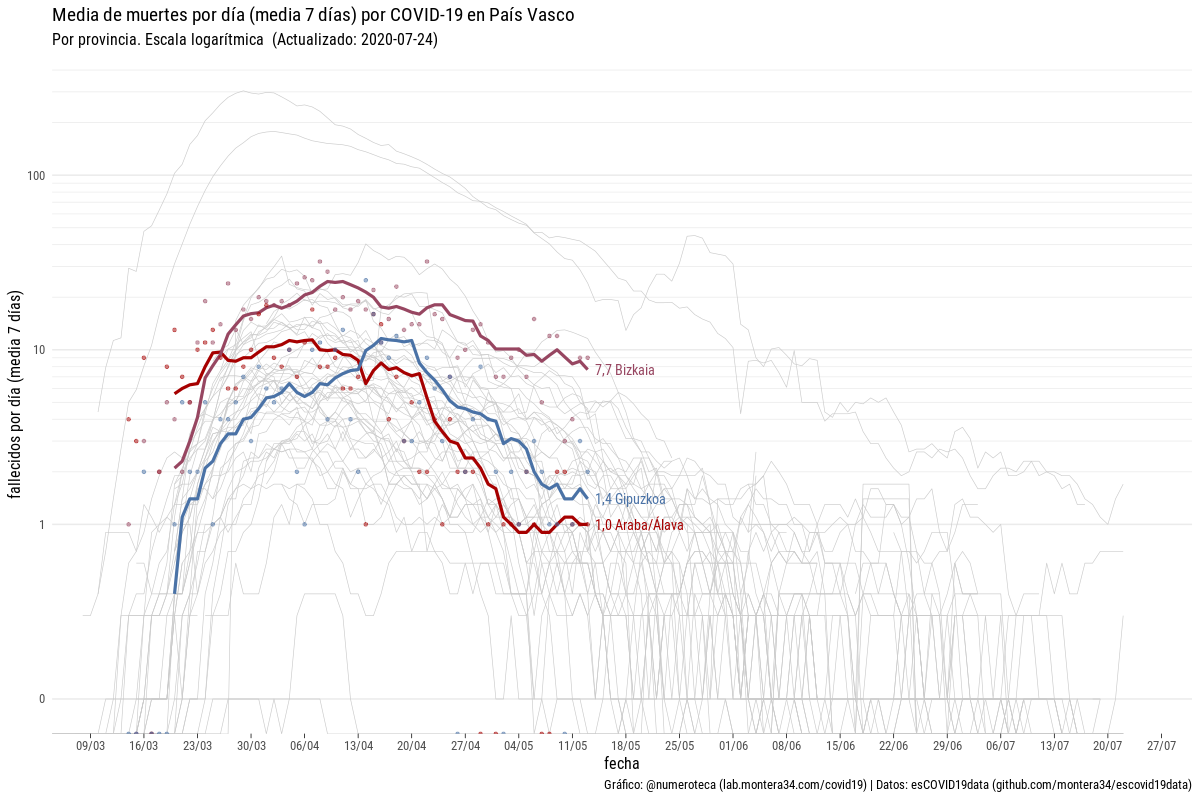 Media de muertes por día (media 7 días) por COVID-19 en País Vasco
Por provincia. Escala logarítmica (Actualizado: 2020-07-24)
fallecidos por día (media 7 días)
100
10
1
0
7,7 Bizkaia
1,4 Gipuzkoa
1,0 Araba/Álava
09/03 16/03 23/03 30/03 06/04 13/04 20/04 27/04 04/05 11/05 18/05 25/05 01/06 08/06 15/06 22/06 29/06 06/07 13/07 20/07 27/07
fecha
Gráfico: @numeroteca (lab.montera34.com/covid19) | Datos: esCOVID19data (github.com/montera34/escovid19data)